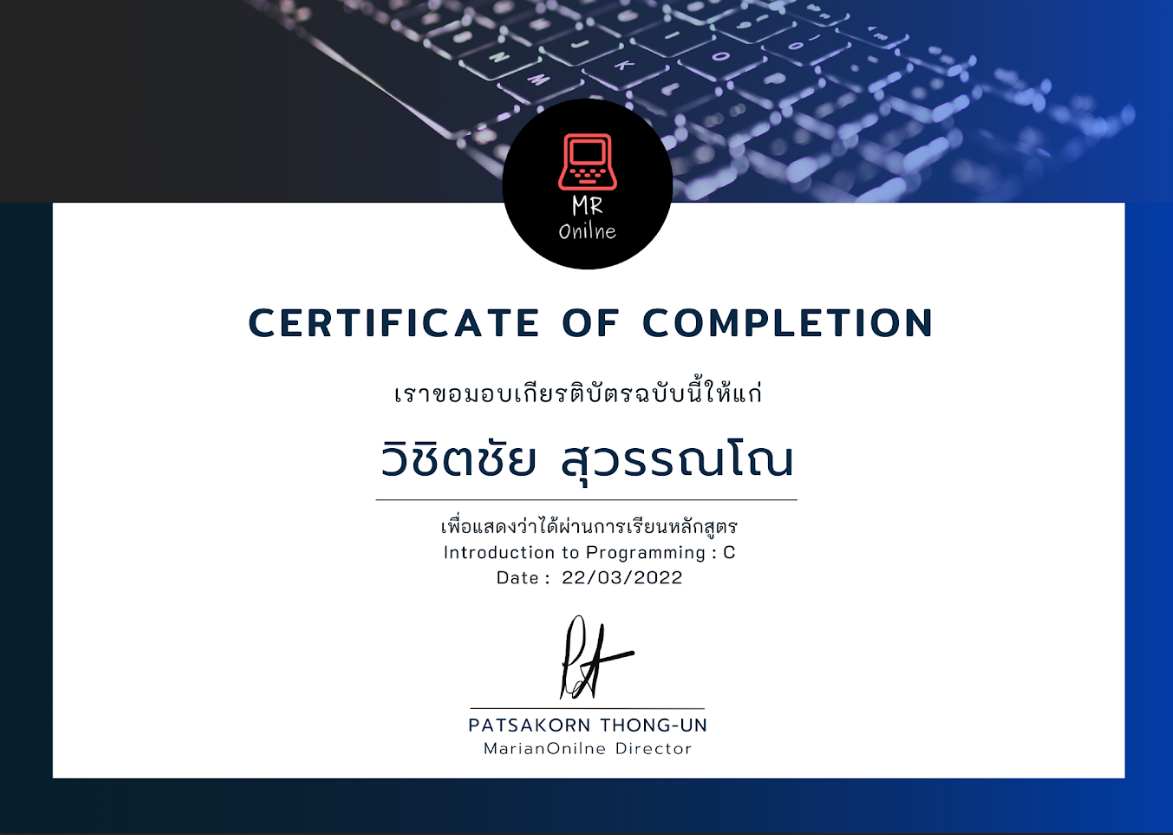 MR
Onilne
CERTIFICATE OF COMPLETION
เราขอมอบเกียรติบัตรฉบับนี้ให้แก่
วิชิตชัย สุวรรณโณ
เพื่อแสดงว่าได้ผ่านการเรียนหลักสูตร
Introduction to Programming : C
Date : 22/03/2022
PATSAKORN THONG-UN
MarianOnilne Director